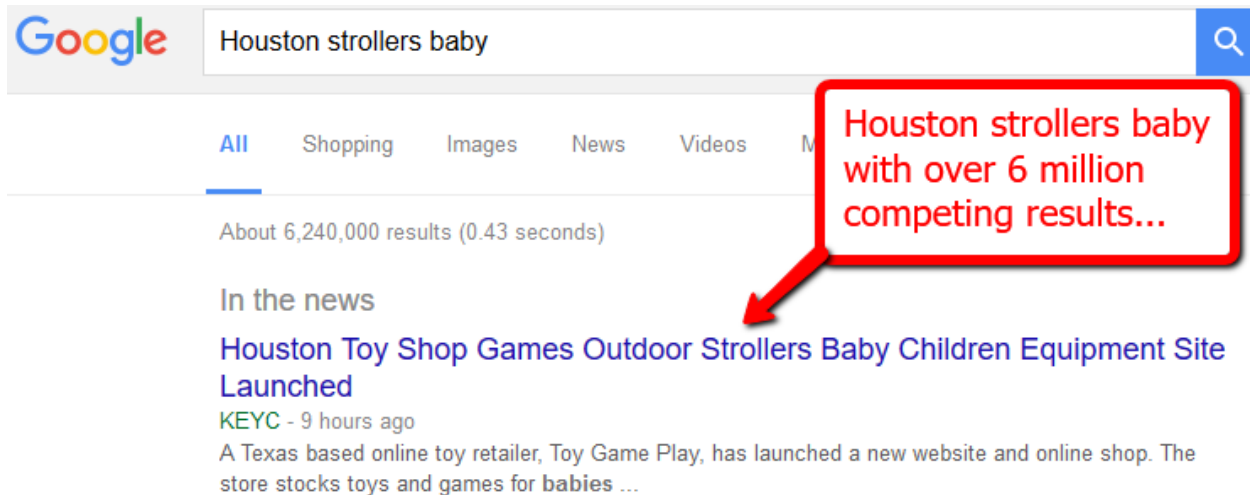 Google
Houston strollers baby
All Shopping Images News Videos M
Houston strollers baby
with over 6 million
competing results...
About 6,240,000 results (0.43 seconds)
In the news
Houston Toy Shop Games Outdoor Strollers Baby Children Equipment Site
Launched
KEYC - 9 hours ago
A Texas based online toy retailer, Toy Game Play, has launched a new website and online shop. The
store stocks toys and games for babies ...